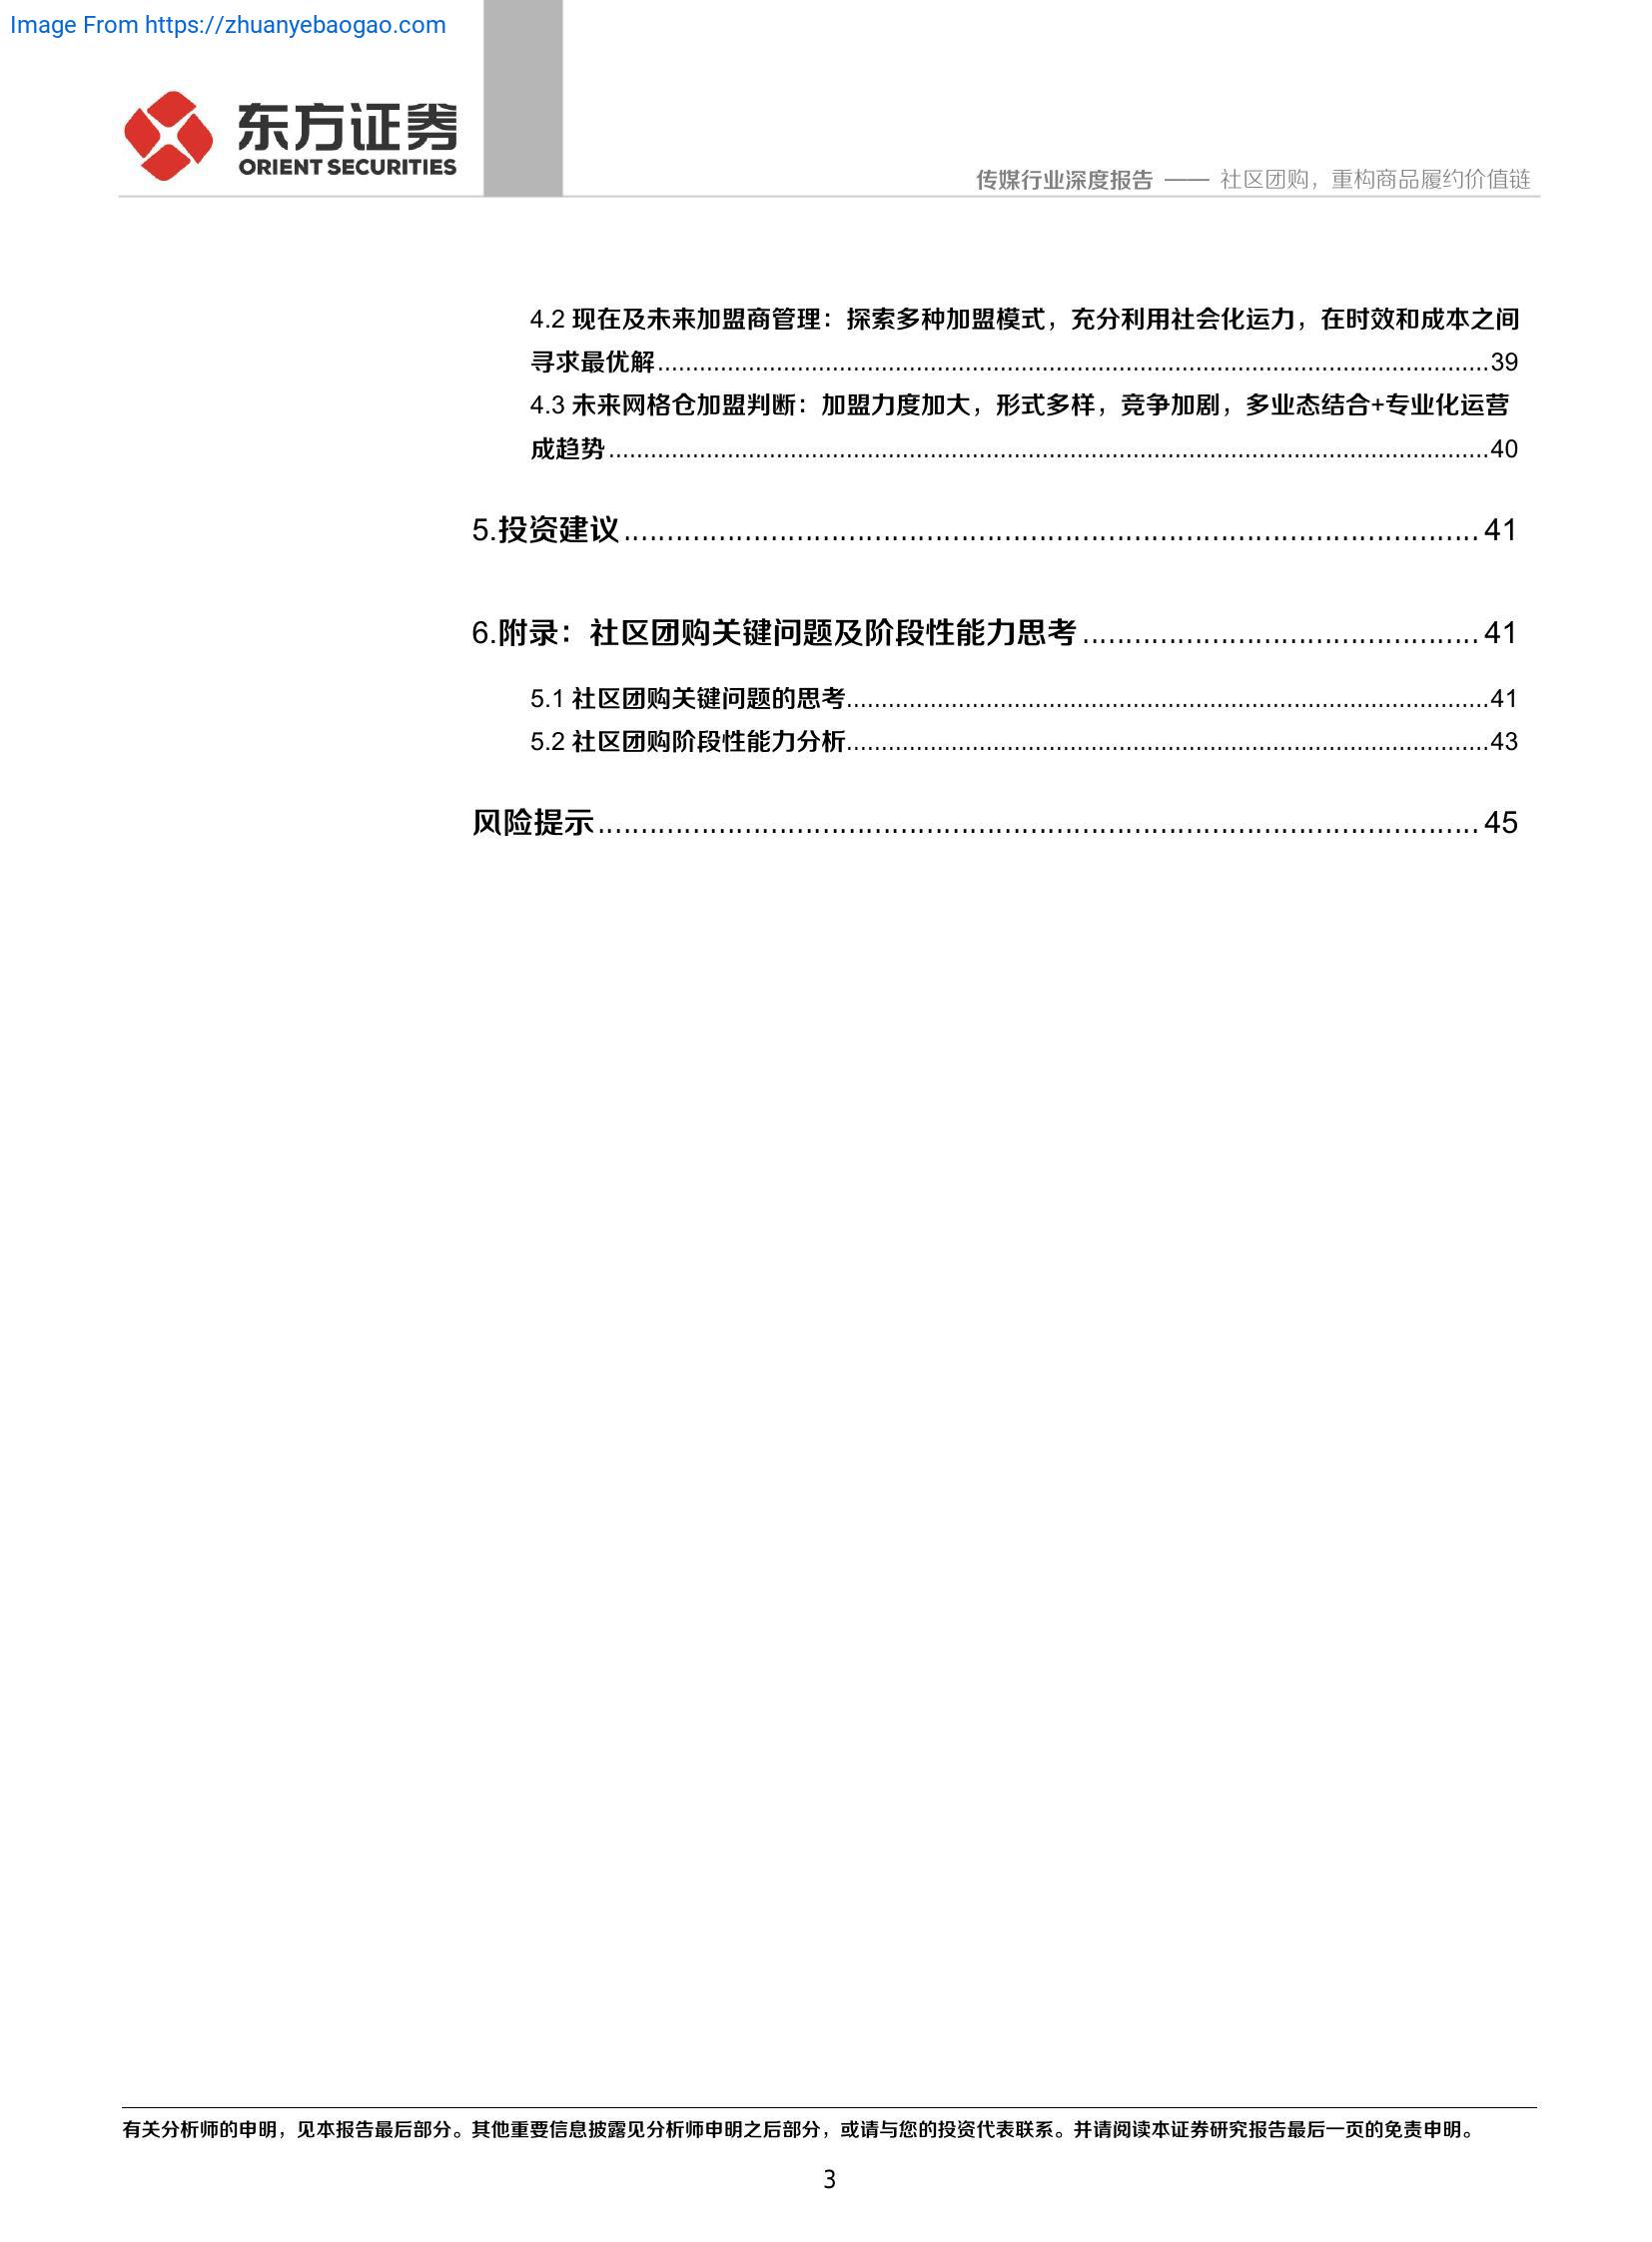 Image From https://zhuanyebaogao.com
东方证券
ORIENT SECURITIES
传媒行业深度报告 —— 社区团购，重构商品履约价值链
4.2 现在及未来加盟商管理：探索多种加盟模式，充分利用社会化运力，在时效和成本之间
寻求最优解........................................39
4.3 未来网格仓加盟判断：加盟力度加大，形式多样，竞争加剧，多业态结合+专业化运营
成趋势........................................40
5.投资建议........................................41
6.附录：社区团购关键问题及阶段性能力思考........................................41
5.1 社区团购关键问题的思考........................................41
5.2 社区团购阶段性能力分析........................................43
风险提示........................................45
有关分析师的申明，见本报告最后部分。其他重要信息披露见分析师申明之后部分，或请与您的投资代表联系。并请阅读本证券研究报告最后一页的免责申明。
3